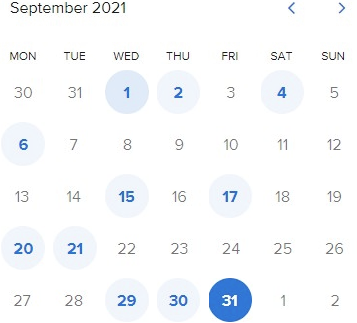 September 2021
MON TUE WED THU FRI SAT SUN
30 31 1 2 3 4 5
6 7 8 9 10 11 12
13 14 15 16 17 18 19
20 21 22 23 24 25 26
27 28 29 30 31 1 2